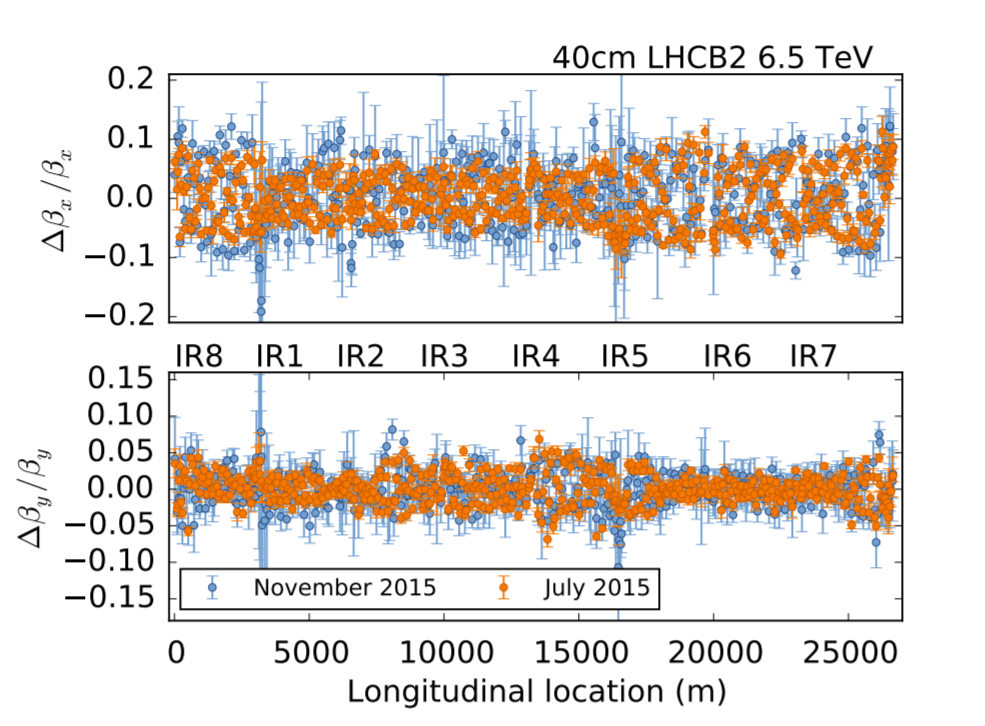 40cm LHCB2 6.5 TeV
0.2
0.1
0.0
−0.1
−0.2
Δβx/βx
IR8 IR1 IR2 IR3 IR4 IR5 IR6 IR7
0.15
0.10
0.05
0.00
−0.05
−0.10
−0.15
Δβy/βy
November 2015 July 2015
0 5000 10000 15000 20000 25000
Longitudinal location (m)